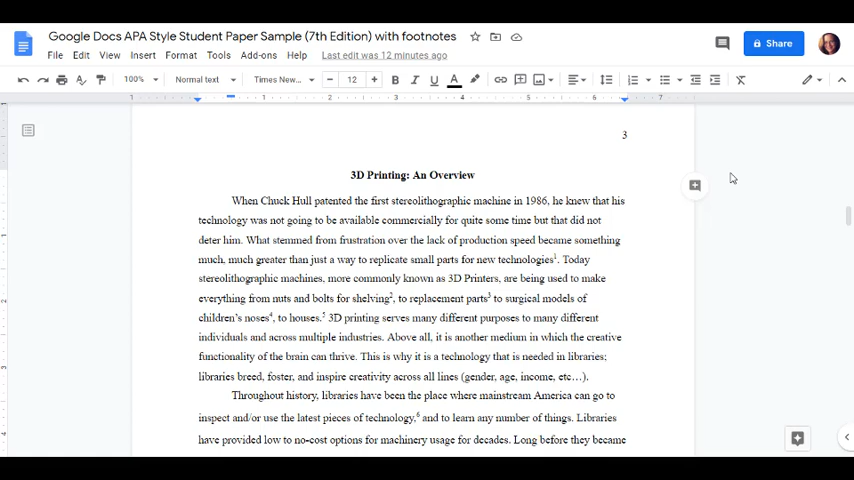 Google Docs APA Style Student Paper Sample (7th Edition) with footnotes
Share
File Edit View Insert Format Tools Add-ons Help Last edit was 12 minutes ago
100% Normal text Times New... 12 B I U A
1 1 2 3 4 5 6 7
3
3D Printing: An Overview
When Chuck Hull patented the first stereolithographic machine in 1986, he knew that his
technology was not going to be available commercially for quite some time but that did not
deter him. What stemmed from frustration over the lack of production speed became something
much, much greater than just a way to replicate small parts for new technologies¹. Today
stereolithographic machines, more commonly known as 3D Printers, are being used to make
everything from nuts and bolts for shelving², to replacement parts³ to surgical models of
children’s noses⁴, to houses.⁵ 3D printing serves many different purposes to many different
individuals and across multiple industries. Above all, it is another medium in which the creative
functionality of the brain can thrive. This is why it is a technology that is needed in libraries;
libraries breed, foster, and inspire creativity across all lines (gender, age, income, etc…).
Throughout history, libraries have been the place where mainstream America can go to
inspect and/or use the latest pieces of technology,⁶ and to learn any number of things. Libraries
have provided low to no-cost options for machinery usage for decades. Long before they became